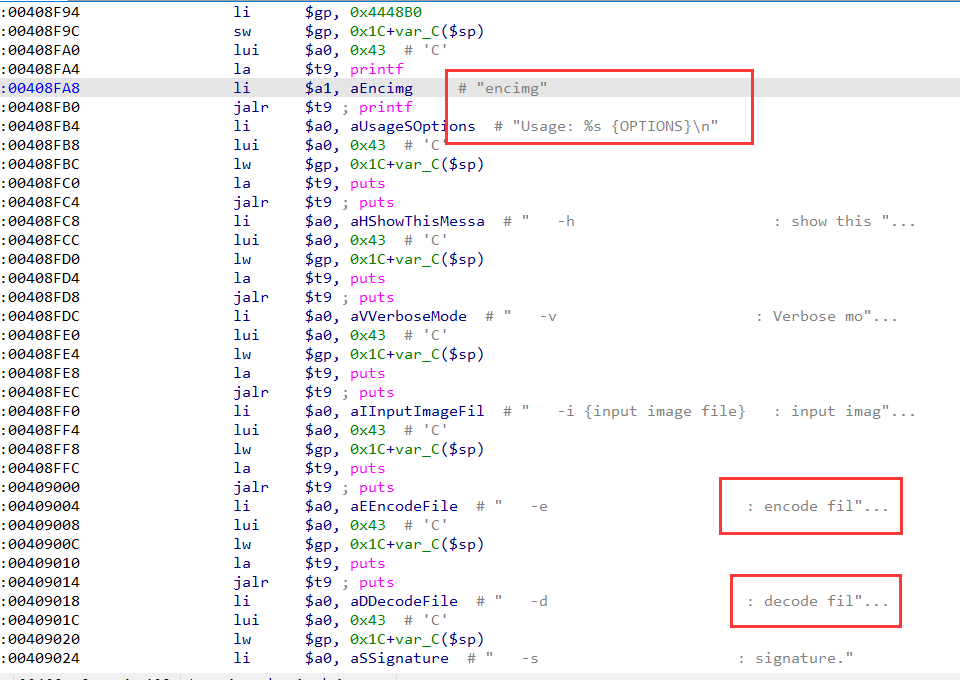 :00408F94 li $gp, 0x4448B0
:00408F9C sw $gp, 0x1C+var_C($sp)
:00408FA0 lui $a0, 0x43 # 'C'
:00408FA4 la $t9, printf
:00408FA8 li $a1, aEncimg # "encimg"
:00408FB0 jalr $t9 ; printf
:00408FB4 li $a0, aUsageSOptions # "Usage: %s {OPTIONS}\n"
:00408FB8 lui $a0, 0x43 # 'C'
:00408FBC lw $gp, 0x1C+var_C($sp)
:00408FC0 la $t9, puts
:00408FC4 jalr $t9 ; puts
:00408FC8 li $a0, aHShowThisMessa # " -h : show this "...
:00408FCC lui $a0, 0x43 # 'C'
:00408FD0 lw $gp, 0x1C+var_C($sp)
:00408FD4 la $t9, puts
:00408FD8 jalr $t9 ; puts
:00408FDC li $a0, aVVerboseMode # " -v : Verbose mo"...
:00408FE0 lui $a0, 0x43 # 'C'
:00408FE4 lw $gp, 0x1C+var_C($sp)
:00408FE8 la $t9, puts
:00408FEC jalr $t9 ; puts
:00408FF0 li $a0, aIInputImageFil # " -i {input image file} : input imag"...
:00408FF4 lui $a0, 0x43 # 'C'
:00408FF8 lw $gp, 0x1C+var_C($sp)
:00408FFC la $t9, puts
:00409000 jalr $t9 ; puts
:00409004 li $a0, aEEncodeFile # " -e : encode fil"...
:00409008 lui $a0, 0x43 # 'C'
:0040900C lw $gp, 0x1C+var_C($sp)
:00409010 la $t9, puts
:00409014 jalr $t9 ; puts
:00409018 li $a0, aDDecodeFile # " -d : decode fil"...
:0040901C lui $a0, 0x43 # 'C'
:00409020 lw $gp, 0x1C+var_C($sp)
:00409024 li $a0, aSSignature # " -s : signature."